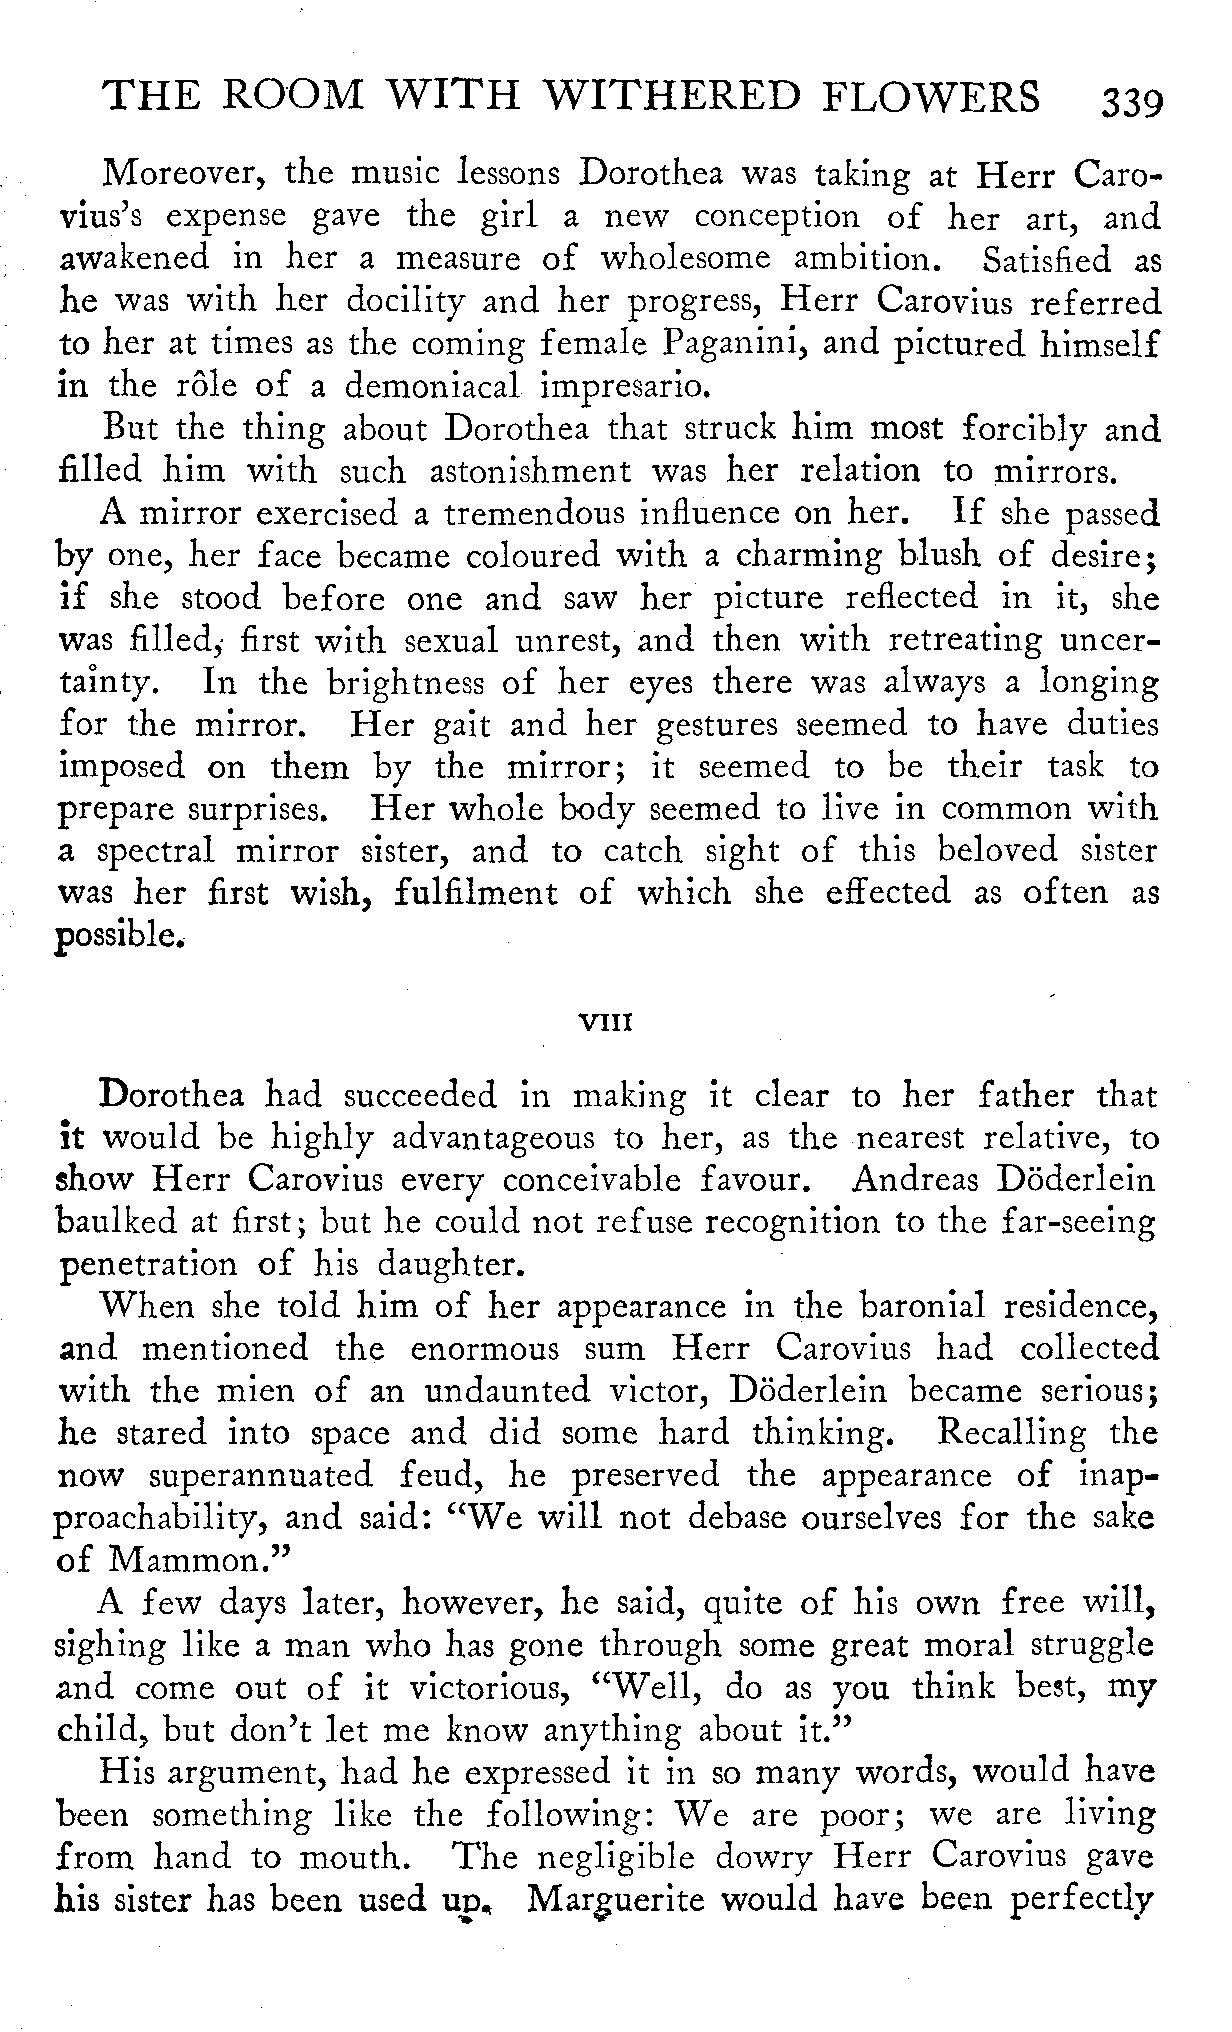 THE ROOM WITH WITHERED FLOWERS 339
Moreover, the music lessons Dorothea was taking at Herr Caro-
vius's expense gave the girl a new conception of her art, and
awakened in her a measure of wholesome ambition. Satisfied as
he was with her docility and her progress, Herr Carovius referred
to her at times as the coming female Paganini, and pictured himself
in the rôle of a demoniacal impresario.
But the thing about Dorothea that struck him most forcibly and
filled him with such astonishment was her relation to mirrors.
A mirror exercised a tremendous influence on her. If she passed
by one, her face became coloured with a charming blush of desire;
if she stood before one and saw her picture reflected in it, she
was filled, first with sexual unrest, and then with retreating uncer-
tainty. In the brightness of her eyes there was always a longing
for the mirror. Her gait and her gestures seemed to have duties
imposed on them by the mirror; it seemed to be their task to
prepare surprises. Her whole body seemed to live in common with
a spectral mirror sister, and to catch sight of this beloved sister
was her first wish, fulfilment of which she effected as often as
possible.
VIII
Dorothea had succeeded in making it clear to her father that
it would be highly advantageous to her, as the nearest relative, to
show Herr Carovius every conceivable favour. Andreas Döderlein
baulked at first; but he could not refuse recognition to the far-seeing
penetration of his daughter.
When she told him of her appearance in the baronial residence,
and mentioned the enormous sum Herr Carovius had collected
with the mien of an undaunted victor, Döderlein became serious;
he stared into space and did some hard thinking. Recalling the
now superannuated feud, he preserved the appearance of inap-
proachability, and said: "We will not debase ourselves for the sake
of Mammon."
A few days later, however, he said, quite of his own free will,
sighing like a man who has gone through some great moral struggle
and come out of it victorious, "Well, do as you think best, my
child, but don't let me know anything about it."
His argument, had he expressed it in so many words, would have
been something like the following: We are poor; we are living
from hand to mouth. The negligible dowry Herr Carovius gave
his sister has been used up. Marguerite would have been perfectly